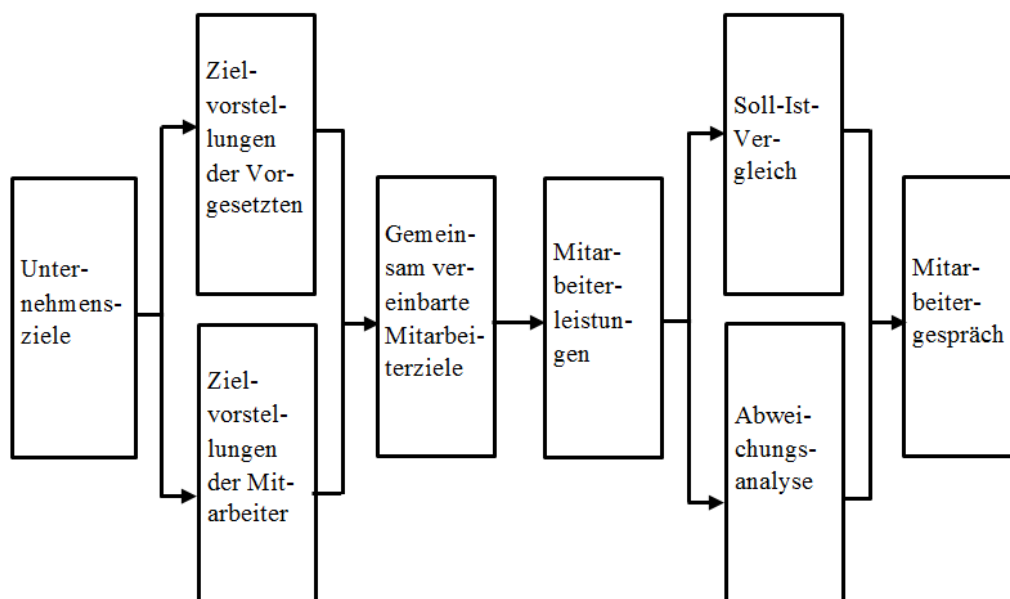 Unter-
nehmens-
ziele
Ziel-
vorstel-
lungen
der Vor-
gesetzten
Ziel-
vorstel-
lungen
der Mit-
arbeiter
Gemein-
sam ver-
einbarte
Mitarbei-
terziele
Mitar-
beiter-
leistun-
gen
Soll-Ist-
Ver-
gleich
Abwei-
chungs-
analyse
Mitar-
beiter-
gespräch